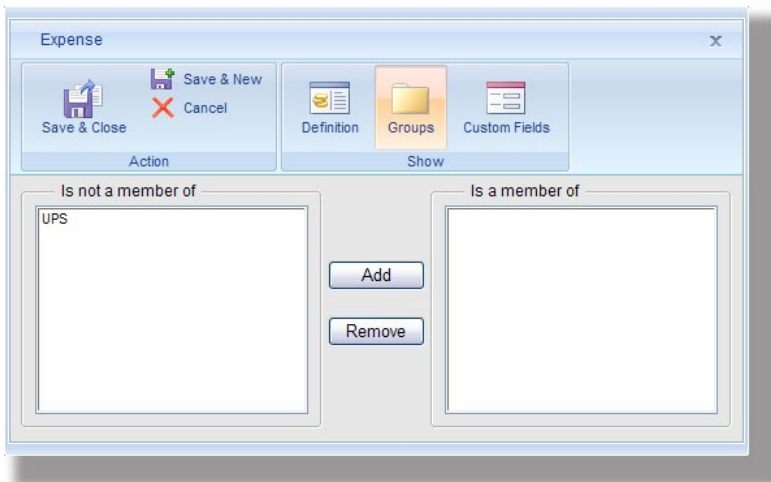 Expense
x
Save & Close
Save & New
Cancel
Action
Definition
Groups
Custom Fields
Show
Is not a member of
UPS
Add
Remove
Is a member of